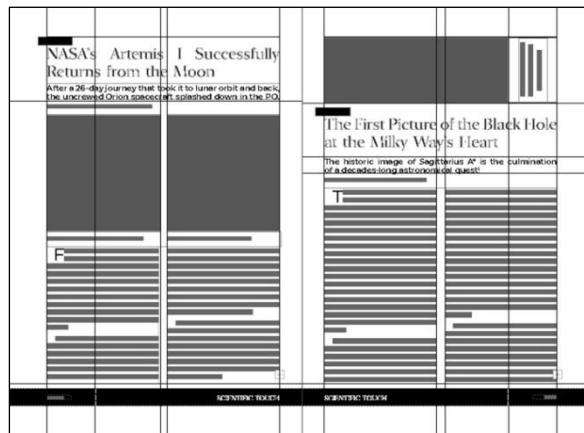 NASA's Artemis I Successfully
Returns from the Moon
After a 26-day journey that took it to lunar orbit and back,
the uncrewed Orion spacecraft splashed down in the PO.
F
SCIENTIFIC TOUCH
The First Picture of the Black Hole
at the Milky Way's Heart
The historic image of Sagittarius A* is the culmination
of a decades-long astronomical quest!
T
SCIENTIFIC TOUCH